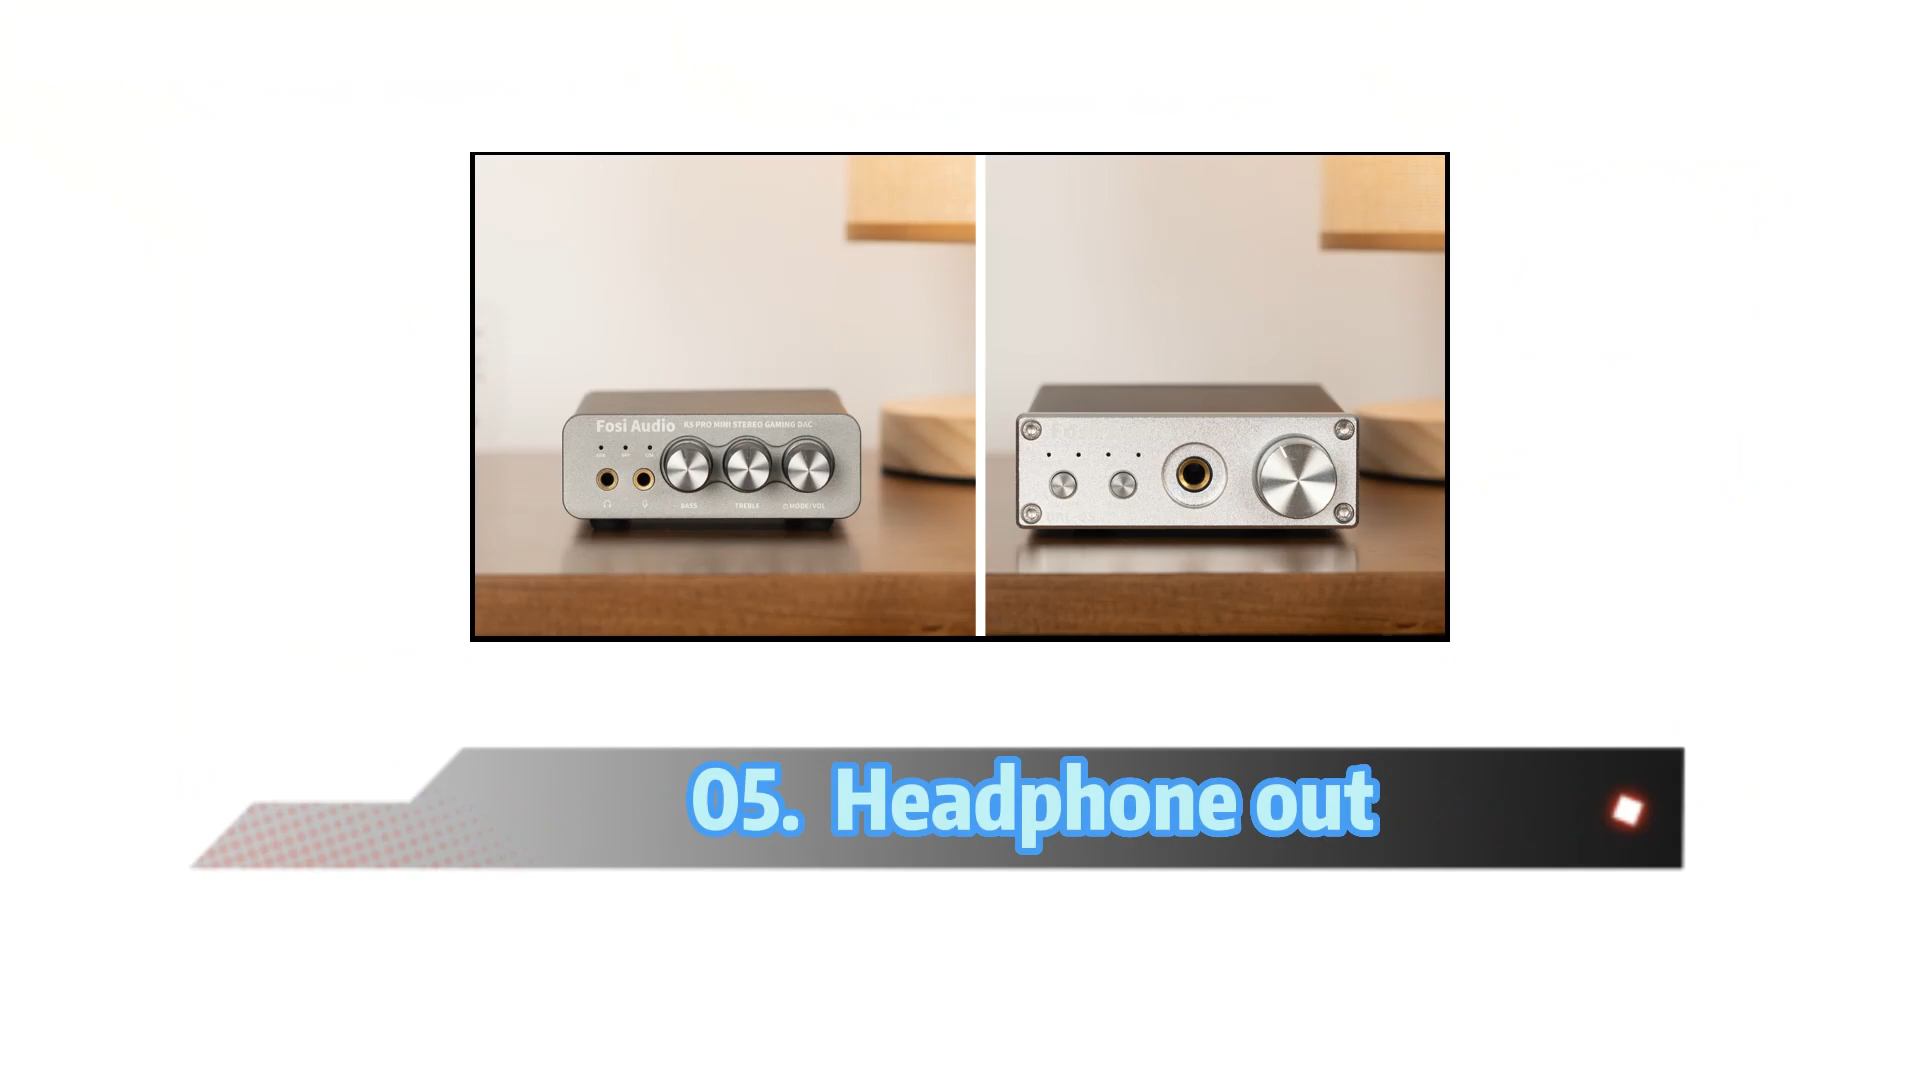 Fosi Audio K5 PRO MINI STEREO GAMING DAC
BASS TREBLE MODE/VOL
05. Headphone out